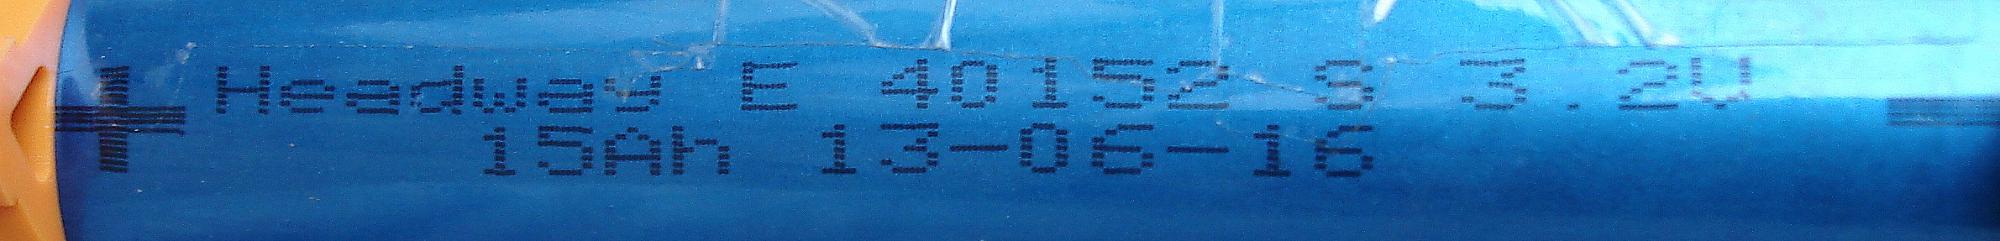 + Headway E 40152 S 3.2V -
15Ah 13-06-16